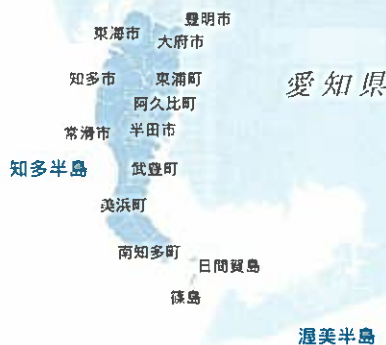 豊明市
東海市
大府市
知多市
東浦町
愛知県
阿久比町
常滑市
半田市
知多半島
武豊町
美浜町
南知多町
日間賀島
篠島
渥美半島